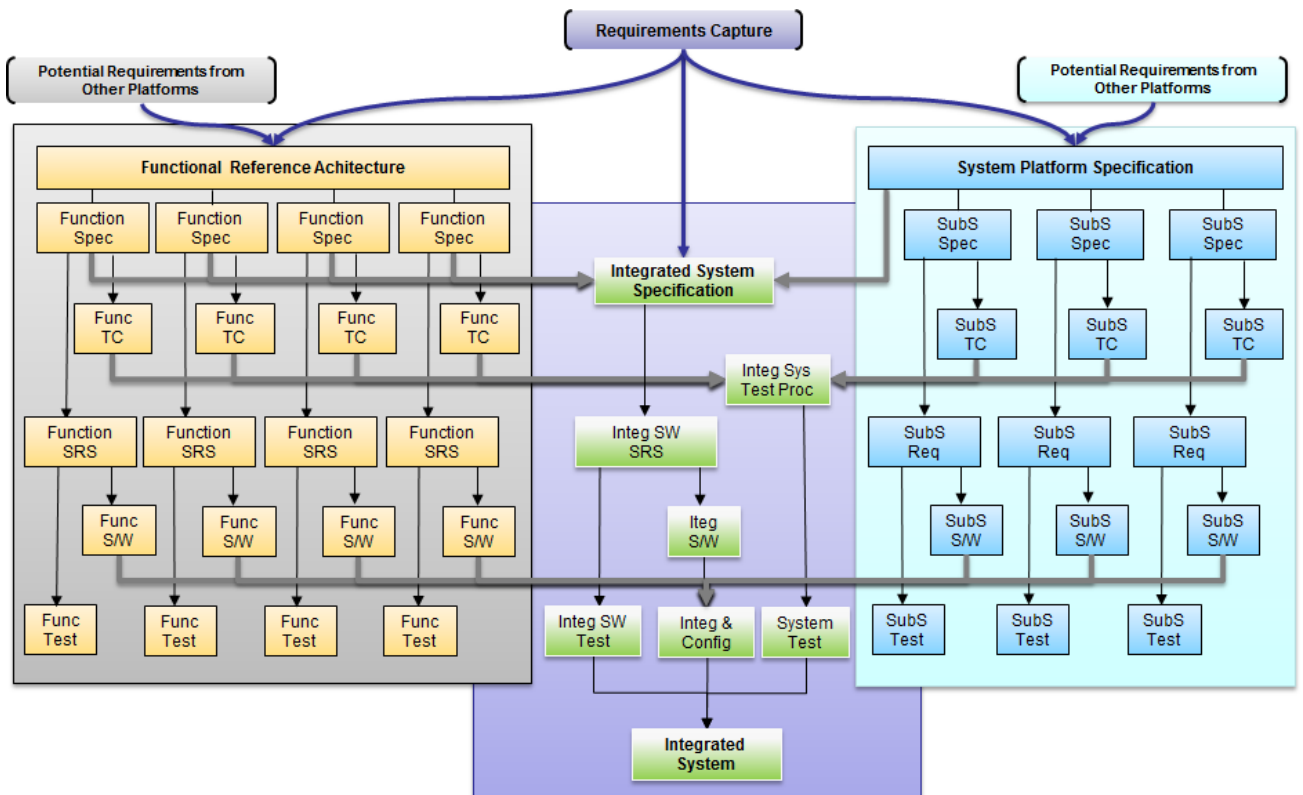 Requirements Capture
Potential Requirements from
Other Platforms
Potential Requirements from
Other Platforms
Functional Reference Achitecture
System Platform Specification
Function
Spec
Function
Spec
Function
Spec
Function
Spec
SubS
Spec
SubS
Spec
SubS
Spec
Integrated System
Specification
Func
TC
Func
TC
Func
TC
Func
TC
SubS
TC
SubS
TC
SubS
TC
Integ Sys
Test Proc
Function
SRS
Function
SRS
Function
SRS
Function
SRS
Integ SW
SRS
SubS
Req
SubS
Req
SubS
Req
Func
S/W
Func
S/W
Func
S/W
Func
S/W
Iteg
S/W
SubS
S/W
SubS
S/W
SubS
S/W
Func
Test
Func
Test
Func
Test
Func
Test
Integ SW
Test
Integ &
Config
System
Test
SubS
Test
SubS
Test
SubS
Test
Integrated
System